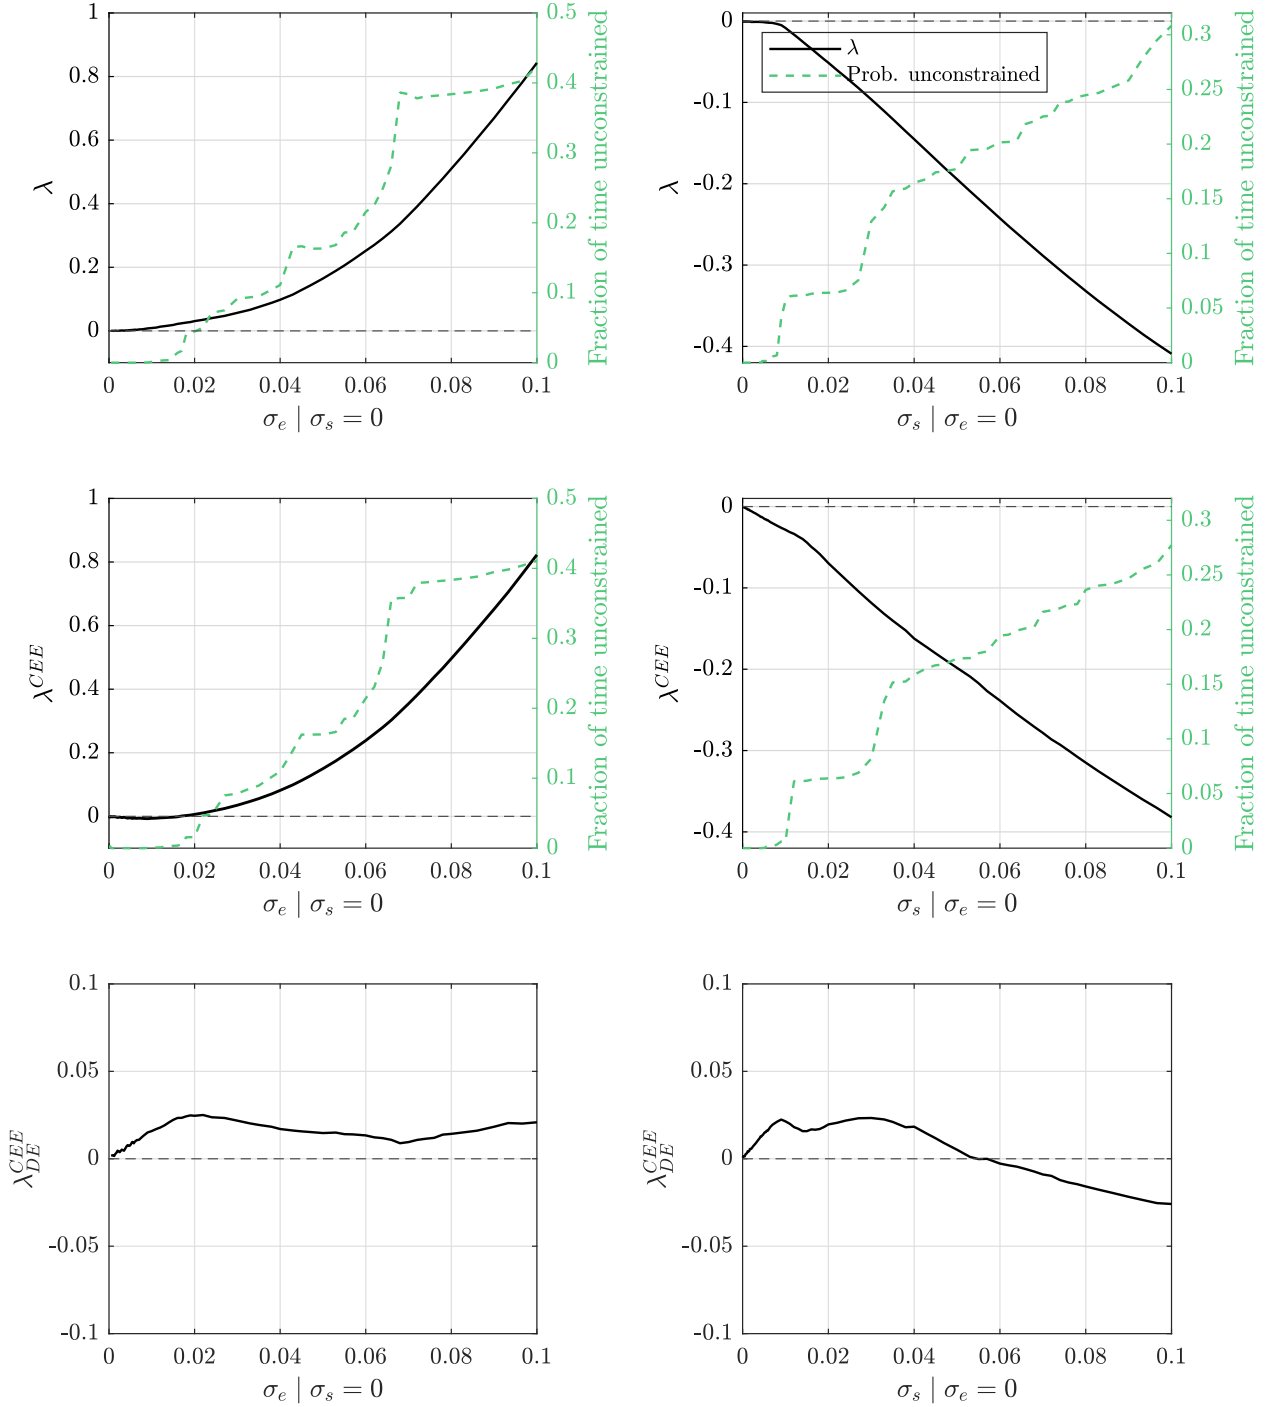 1
0.8
0.6
0.4
0.2
0
λ
0.5
0.4
0.3
0.2
0.1
0
Fraction of time unconstrained
0 0.02 0.04 0.06 0.08 0.1
σ_e | σ_s = 0
0
-0.1
-0.2
-0.3
-0.4
λ
λ
Prob. unconstrained
0.3
0.25
0.2
0.15
0.1
0.05
0
Fraction of time unconstrained
0 0.02 0.04 0.06 0.08 0.1
σ_s | σ_e = 0
1
0.8
0.6
0.4
0.2
0
λ^{CEE}
0.5
0.4
0.3
0.2
0.1
0
Fraction of time unconstrained
0 0.02 0.04 0.06 0.08 0.1
σ_e | σ_s = 0
0
-0.1
-0.2
-0.3
-0.4
λ^{CEE}
0.3
0.25
0.2
0.15
0.1
0.05
0
Fraction of time unconstrained
0 0.02 0.04 0.06 0.08 0.1
σ_s | σ_e = 0
0.1
0.05
0
-0.05
-0.1
λ_{DE}^{CEE}
0 0.02 0.04 0.06 0.08 0.1
σ_e | σ_s = 0
0.1
0.05
0
-0.05
-0.1
λ_{DE}^{CEE}
0 0.02 0.04 0.06 0.08 0.1
σ_s | σ_e = 0